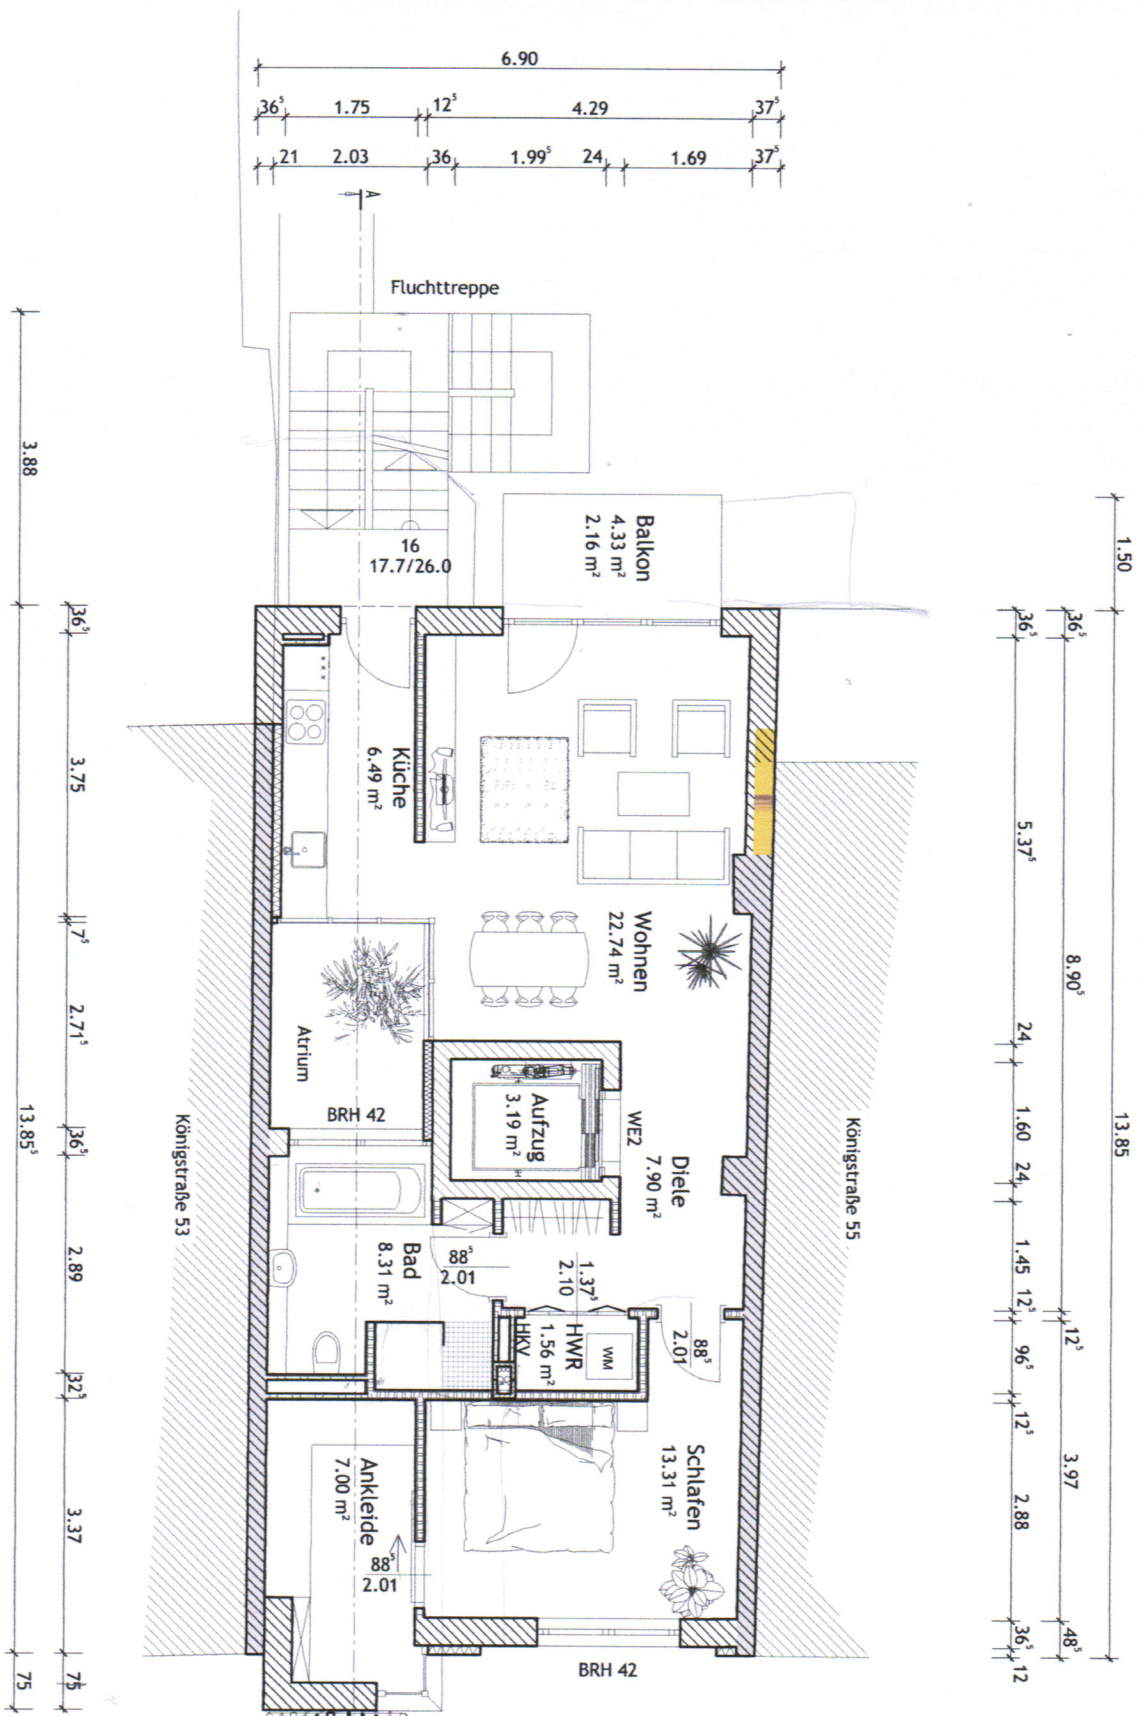 6.90
36⁵ 1.75 12⁵ 4.29 37⁵
21 2.03 36 1.99⁵ 24 1.69 37⁵
A
Fluchttreppe
3.88
1.50
16
17.7/26.0
Balkon
4.33 m²
2.16 m²
36⁵
36⁵
36⁵
Küche
6.49 m²
3.75
5.37⁵
Wohnen
22.74 m²
7⁵
8.90⁵
2.71⁵
24
Atrium
BRH 42
Aufzug
3.19 m²
WE2
Diele
7.90 m²
1.60
24
13.85⁵
13.85
Königstraße 53
Königstraße 55
36⁵
2.89
Bad
8.31 m²
88⁵
2.01
1.37⁵
2.10
1.45
12⁵
12⁵
HKV
HWR
1.56 m²
WM
88⁵
2.01
96⁵
32⁵
12⁵
Ankleide
7.00 m²
88⁵
2.01
Schlafen
13.31 m²
3.37
2.88
3.97
BRH 42
36⁵
48⁵
12
75
75